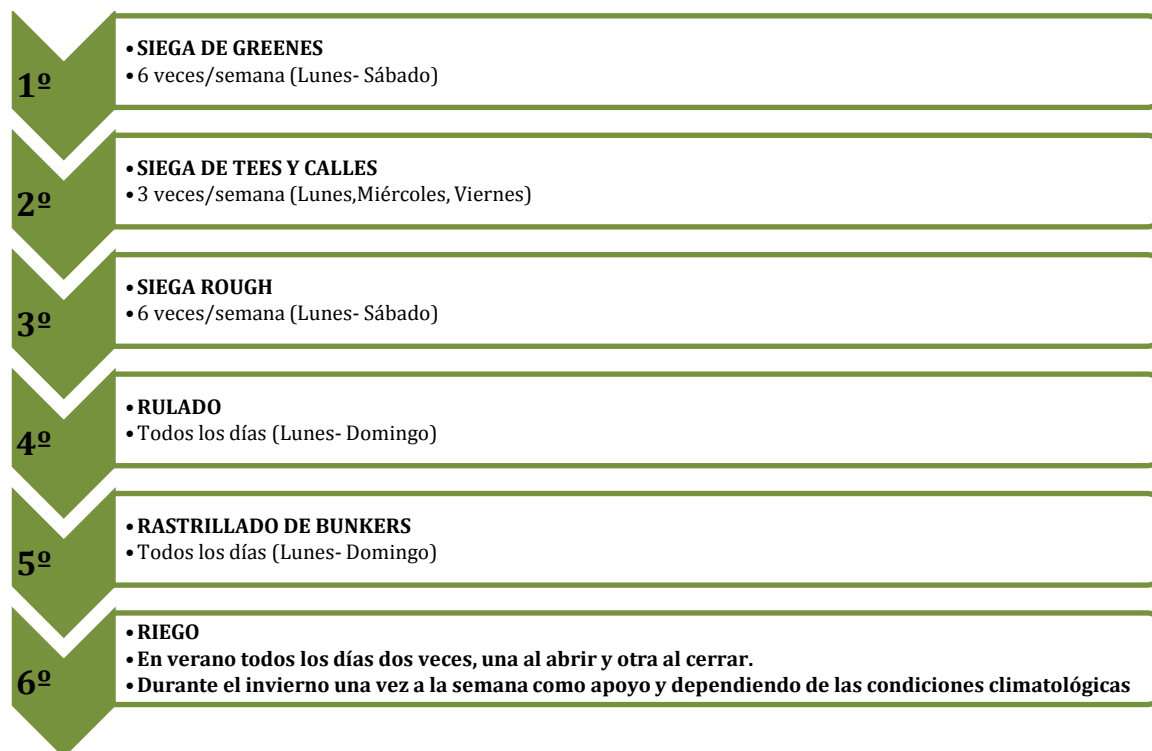 1º
•SIEGA DE GREENES
•6 veces/semana (Lunes- Sábado)
2º
•SIEGA DE TEES Y CALLES
•3 veces/semana (Lunes,Miércoles, Viernes)
3º
•SIEGA ROUGH
•6 veces/semana (Lunes- Sábado)
4º
•RULADO
•Todos los días (Lunes- Domingo)
5º
•RASTRILLADO DE BUNKERS
•Todos los días (Lunes- Domingo)
6º
•RIEGO
•En verano todos los días dos veces, una al abrir y otra al cerrar.
•Durante el invierno una vez a la semana como apoyo y dependiendo de las condiciones climatológicas